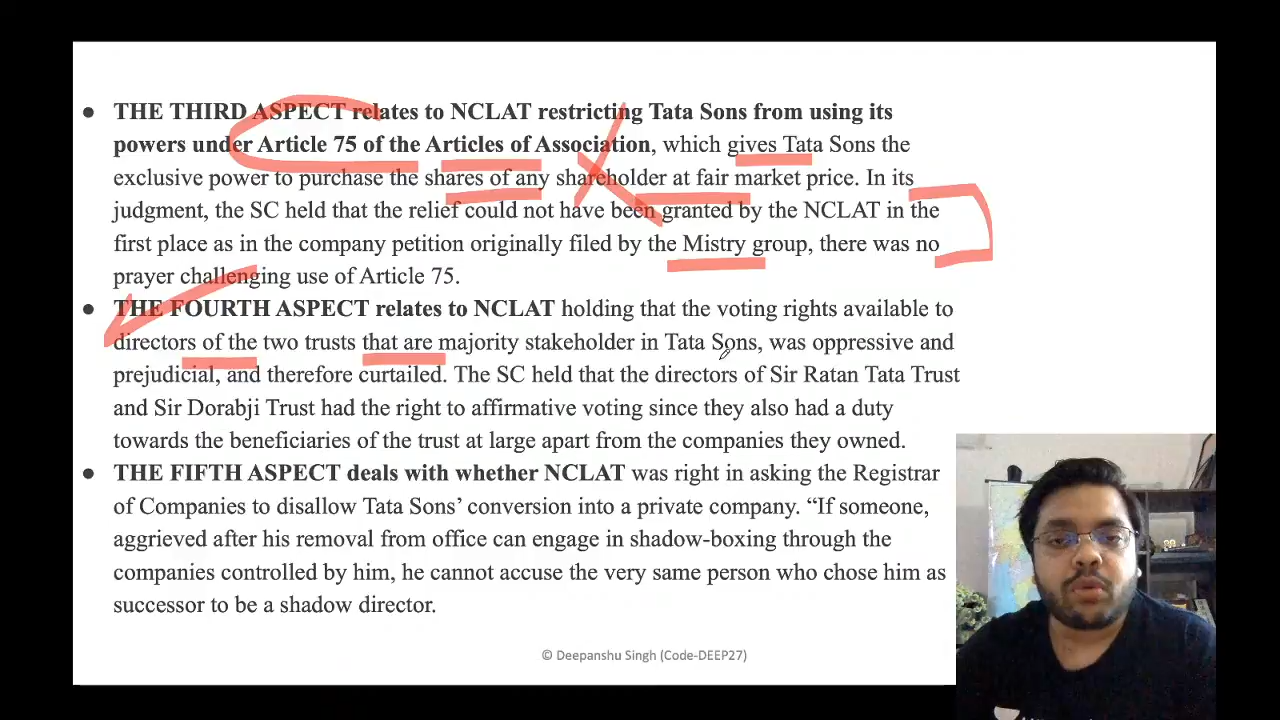 ● THE THIRD ASPECT relates to NCLAT restricting Tata Sons from using its
powers under Article 75 of the Articles of Association, which gives Tata Sons the
exclusive power to purchase the shares of any shareholder at fair market price. In its
judgment, the SC held that the relief could not have been granted by the NCLAT in the
first place as in the company petition originally filed by the Mistry group, there was no
prayer challenging use of Article 75.
● THE FOURTH ASPECT relates to NCLAT holding that the voting rights available to
directors of the two trusts that are majority stakeholder in Tata Sons, was oppressive and
prejudicial, and therefore curtailed. The SC held that the directors of Sir Ratan Tata Trust
and Sir Dorabji Trust had the right to affirmative voting since they also had a duty
towards the beneficiaries of the trust at large apart from the companies they owned.
● THE FIFTH ASPECT deals with whether NCLAT was right in asking the Registrar
of Companies to disallow Tata Sons’ conversion into a private company. “If someone,
aggrieved after his removal from office can engage in shadow-boxing through the
companies controlled by him, he cannot accuse the very same person who chose him as
successor to be a shadow director.
© Deepanshu Singh (Code-DEEP27)